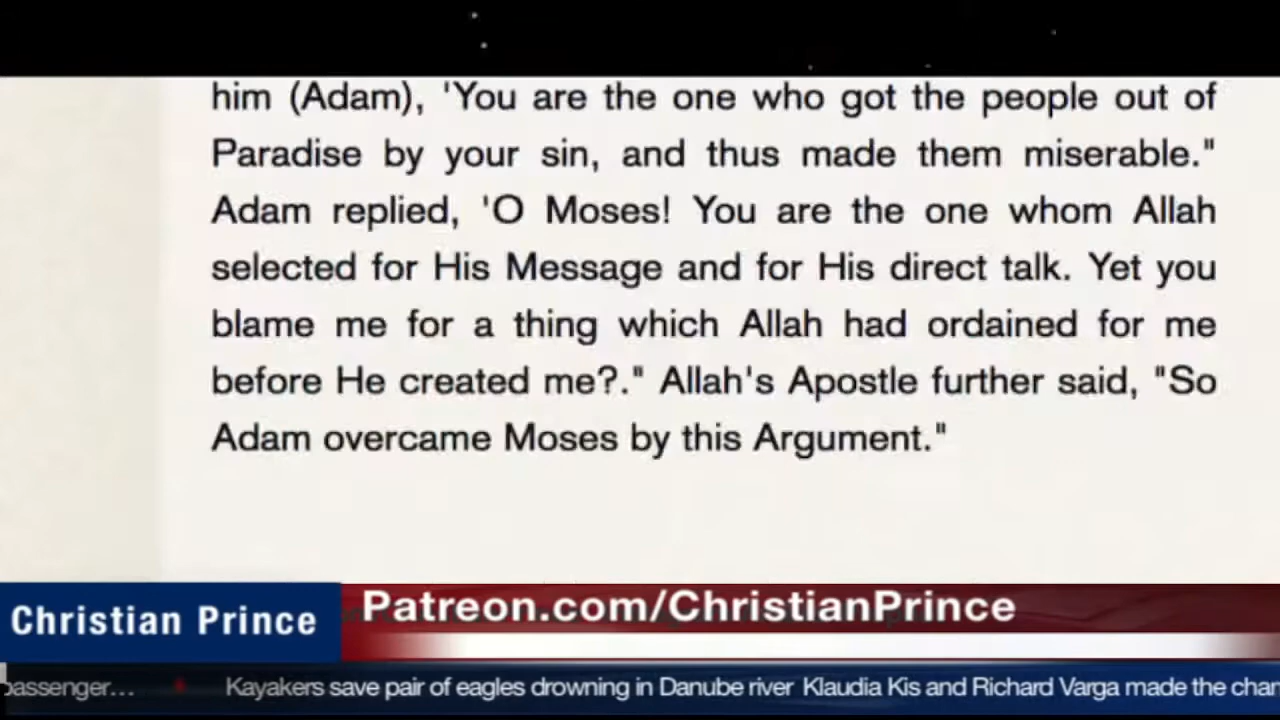 him (Adam), 'You are the one who got the people out of
Paradise by your sin, and thus made them miserable."
Adam replied, 'O Moses! You are the one whom Allah
selected for His Message and for His direct talk. Yet you
blame me for a thing which Allah had ordained for me
before He created me?." Allah's Apostle further said, "So
Adam overcame Moses by this Argument."
Christian Prince
Patreon.com/ChristianPrince
passenger... Kayakers save pair of eagles drowning in Danube river Klaudia Kis and Richard Varga made the